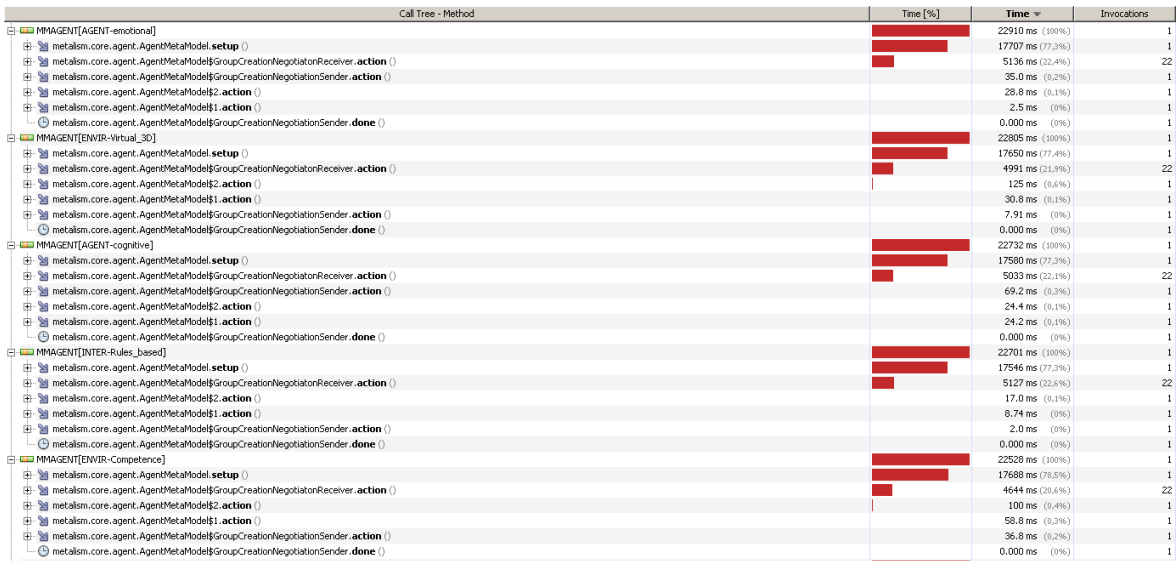 Call Tree - Method Time [%] Time Invocations
MMAGENT[AGENT-emotional] 22910 ms (100%) 1
metalism.core.agent.AgentMetaModel.setup () 17707 ms (77,3%) 1
metalism.core.agent.AgentMetaModel$GroupCreationNegotiatonReceiver.action () 5136 ms (22,4%) 22
metalism.core.agent.AgentMetaModel$GroupCreationNegotiationSender.action () 35.0 ms (0,2%) 1
metalism.core.agent.AgentMetaModel$2.action () 28.8 ms (0,1%) 1
metalism.core.agent.AgentMetaModel$1.action () 2.5 ms (0%) 1
metalism.core.agent.AgentMetaModel$GroupCreationNegotiationSender.done () 0.000 ms (0%) 1
MMAGENT[ENVIR-Virtual_3D] 22805 ms (100%) 1
metalism.core.agent.AgentMetaModel.setup () 17650 ms (77,4%) 1
metalism.core.agent.AgentMetaModel$GroupCreationNegotiatonReceiver.action () 4991 ms (21,9%) 22
metalism.core.agent.AgentMetaModel$2.action () 125 ms (0,6%) 1
metalism.core.agent.AgentMetaModel$1.action () 30.8 ms (0,1%) 1
metalism.core.agent.AgentMetaModel$GroupCreationNegotiationSender.action () 7.91 ms (0%) 1
metalism.core.agent.AgentMetaModel$GroupCreationNegotiationSender.done () 0.000 ms (0%) 1
MMAGENT[AGENT-cognitive] 22732 ms (100%) 1
metalism.core.agent.AgentMetaModel.setup () 17580 ms (77,3%) 1
metalism.core.agent.AgentMetaModel$GroupCreationNegotiatonReceiver.action () 5033 ms (22,1%) 22
metalism.core.agent.AgentMetaModel$GroupCreationNegotiationSender.action () 69.2 ms (0,3%) 1
metalism.core.agent.AgentMetaModel$2.action () 24.4 ms (0,1%) 1
metalism.core.agent.AgentMetaModel$1.action () 24.2 ms (0,1%) 1
metalism.core.agent.AgentMetaModel$GroupCreationNegotiationSender.done () 0.000 ms (0%) 1
MMAGENT[INTER-Rules_based] 22701 ms (100%) 1
metalism.core.agent.AgentMetaModel.setup () 17546 ms (77,3%) 1
metalism.core.agent.AgentMetaModel$GroupCreationNegotiatonReceiver.action () 5127 ms (22,6%) 22
metalism.core.agent.AgentMetaModel$2.action () 17.0 ms (0,1%) 1
metalism.core.agent.AgentMetaModel$1.action () 8.74 ms (0%) 1
metalism.core.agent.AgentMetaModel$GroupCreationNegotiationSender.action () 2.0 ms (0%) 1
metalism.core.agent.AgentMetaModel$GroupCreationNegotiationSender.done () 0.000 ms (0%) 1
MMAGENT[ENVIR-Competence] 22528 ms (100%) 1
metalism.core.agent.AgentMetaModel.setup () 17688 ms (78,5%) 1
metalism.core.agent.AgentMetaModel$GroupCreationNegotiatonReceiver.action () 4644 ms (20,6%) 22
metalism.core.agent.AgentMetaModel$2.action () 100 ms (0,4%) 1
metalism.core.agent.AgentMetaModel$1.action () 58.8 ms (0,3%) 1
metalism.core.agent.AgentMetaModel$GroupCreationNegotiationSender.action () 36.8 ms (0,2%) 1
metalism.core.agent.AgentMetaModel$GroupCreationNegotiationSender.done () 0.000 ms (0%) 1